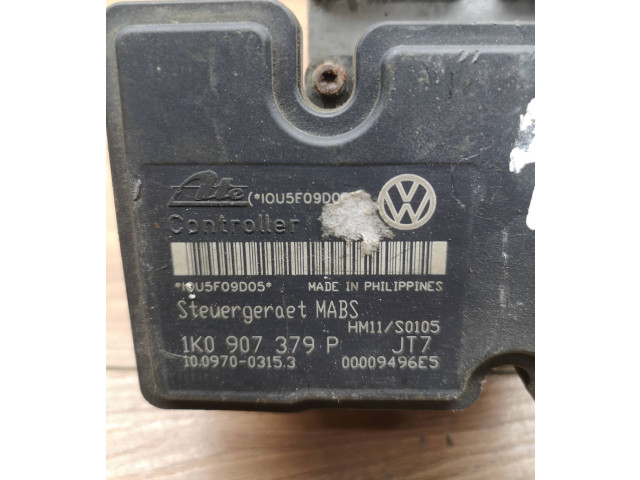 Ate (*IOU5F09D05
Controller
*IOU5F09D05* MADE IN PHILIPPINES
Steuergeraet MABS
HM11/S0105
1K0 907 379 P JT7
10.0970-0315.3 00009496E5